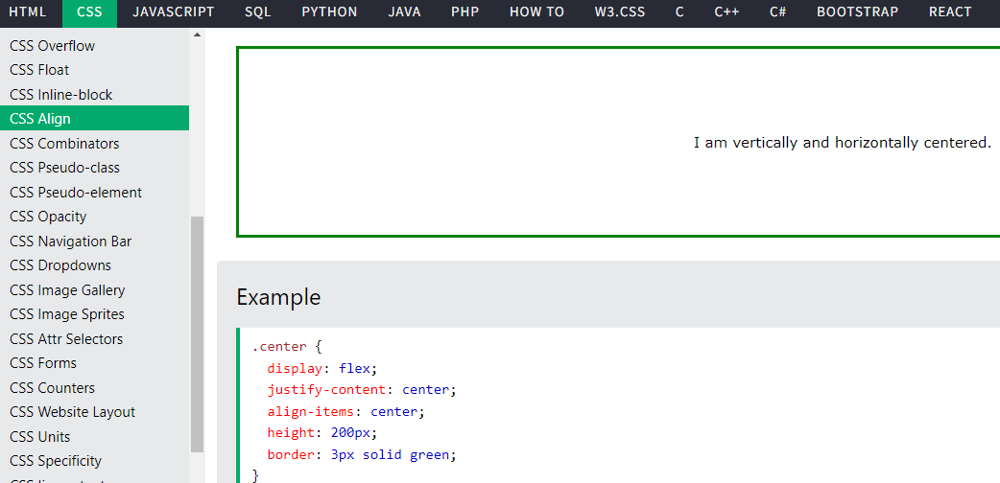 HTML CSS JAVASCRIPT SQL PYTHON JAVA PHP HOW TO W3.CSS C C++ C# BOOTSTRAP REACT
CSS Overflow
CSS Float
CSS Inline-block
CSS Align
CSS Combinators
CSS Pseudo-class
CSS Pseudo-element
CSS Opacity
CSS Navigation Bar
CSS Dropdowns
CSS Image Gallery
CSS Image Sprites
CSS Attr Selectors
CSS Forms
CSS Counters
CSS Website Layout
CSS Units
CSS Specificity
I am vertically and horizontally centered.
Example
.center {
  display: flex;
  justify-content: center;
  align-items: center;
  height: 200px;
  border: 3px solid green;
}